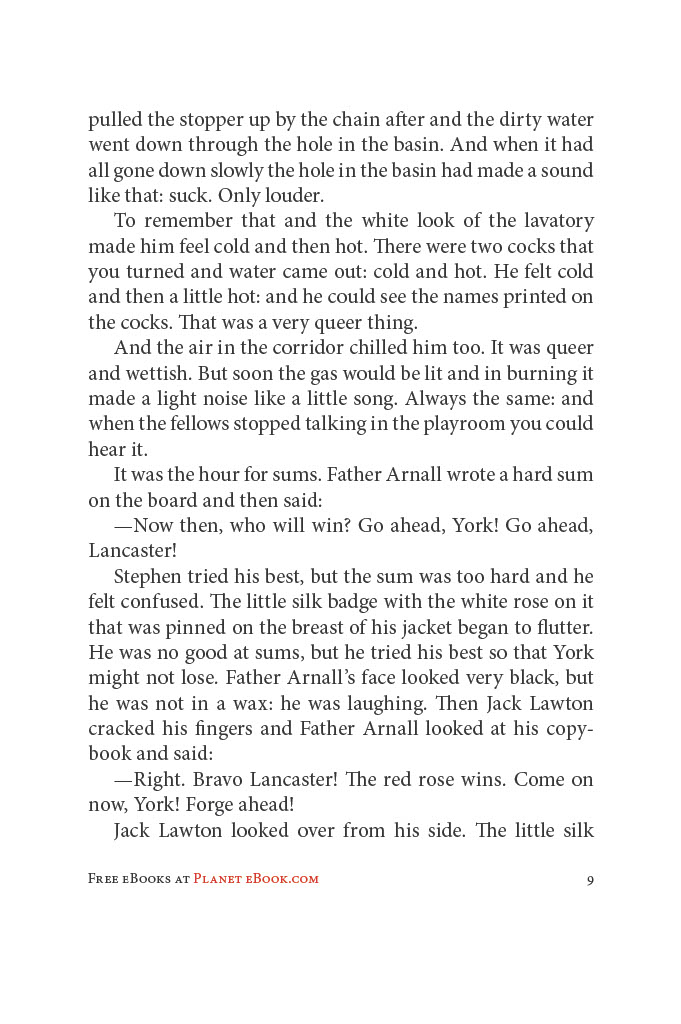 pulled the stopper up by the chain after and the dirty water
went down through the hole in the basin. And when it had
all gone down slowly the hole in the basin had made a sound
like that: suck. Only louder.
To remember that and the white look of the lavatory
made him feel cold and then hot. There were two cocks that
you turned and water came out: cold and hot. He felt cold
and then a little hot: and he could see the names printed on
the cocks. That was a very queer thing.
And the air in the corridor chilled him too. It was queer
and wettish. But soon the gas would be lit and in burning it
made a light noise like a little song. Always the same: and
when the fellows stopped talking in the playroom you could
hear it.
It was the hour for sums. Father Arnall wrote a hard sum
on the board and then said:
—Now then, who will win? Go ahead, York! Go ahead,
Lancaster!
Stephen tried his best, but the sum was too hard and he
felt confused. The little silk badge with the white rose on it
that was pinned on the breast of his jacket began to flutter.
He was no good at sums, but he tried his best so that York
might not lose. Father Arnall’s face looked very black, but
he was not in a wax: he was laughing. Then Jack Lawton
cracked his fingers and Father Arnall looked at his copy-
book and said:
—Right. Bravo Lancaster! The red rose wins. Come on
now, York! Forge ahead!
Jack Lawton looked over from his side. The little silk
Free eBooks at Planet eBook.com 9